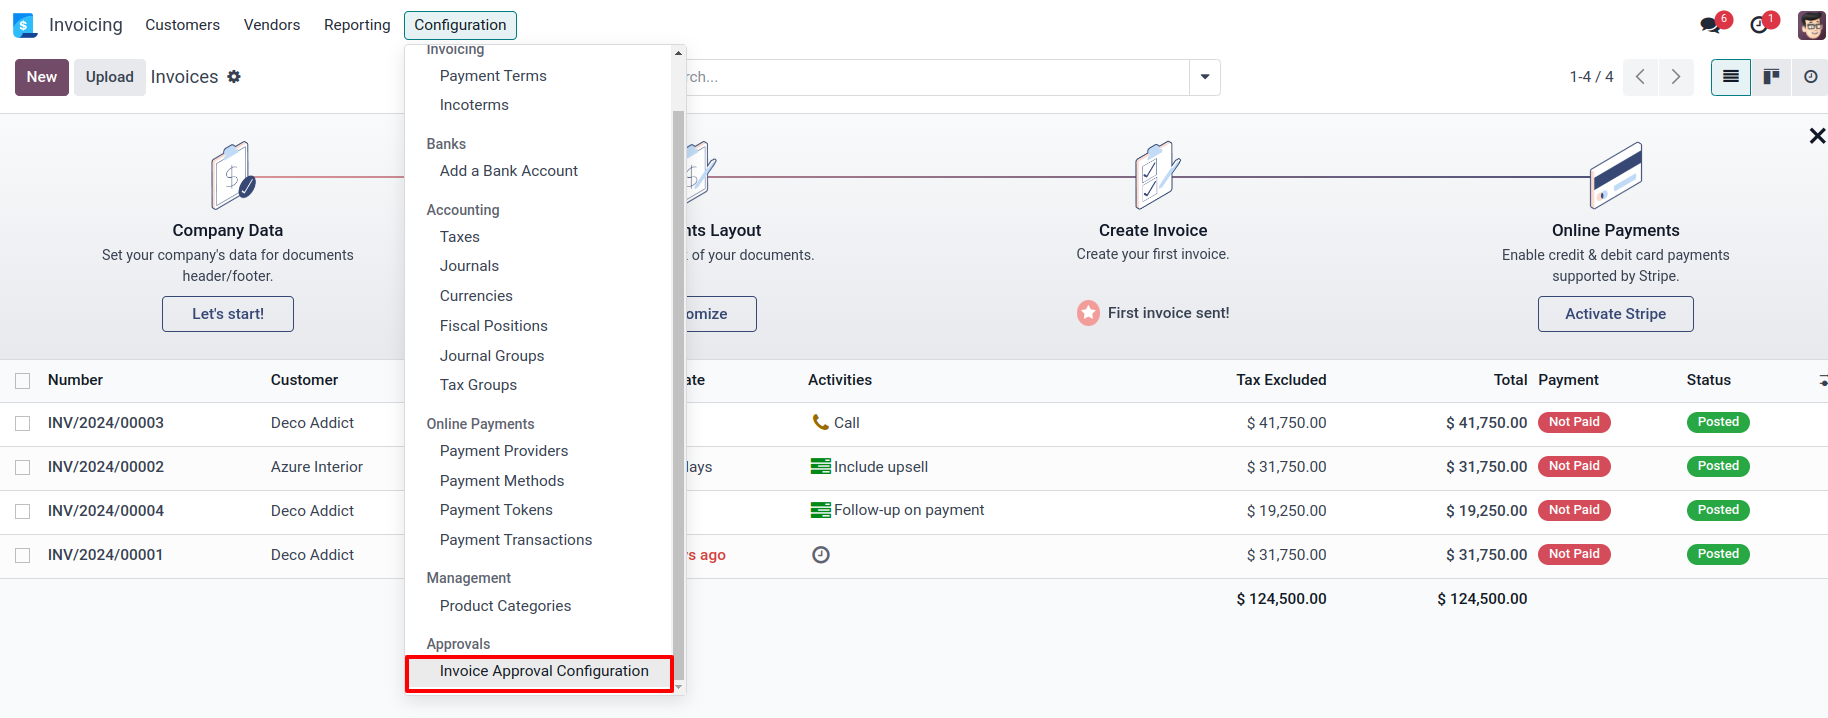 Invoicing Customers Vendors Reporting Configuration 6 1
New Upload Invoices rch... 1-4 / 4
Invoicing
Payment Terms
Incoterms
Banks
Add a Bank Account
Accounting
Taxes
Journals
Currencies
Fiscal Positions
Journal Groups
Tax Groups
Online Payments
Payment Providers
Payment Methods
Payment Tokens
Payment Transactions
Management
Product Categories
Approvals
Invoice Approval Configuration
Company Data
Set your company's data for documents
header/footer.
Let's start!
nts Layout
of your documents.
omize
Create Invoice
Create your first invoice.
First invoice sent!
Online Payments
Enable credit & debit card payments
supported by Stripe.
Activate Stripe
Number Customer ate Activities Tax Excluded Total Payment Status
INV/2024/00003 Deco Addict Call $ 41,750.00 $ 41,750.00 Not Paid Posted
INV/2024/00002 Azure Interior lays Include upsell $ 31,750.00 $ 31,750.00 Not Paid Posted
INV/2024/00004 Deco Addict Follow-up on payment $ 19,250.00 $ 19,250.00 Not Paid Posted
INV/2024/00001 Deco Addict 's ago $ 31,750.00 $ 31,750.00 Not Paid Posted
$ 124,500.00 $ 124,500.00